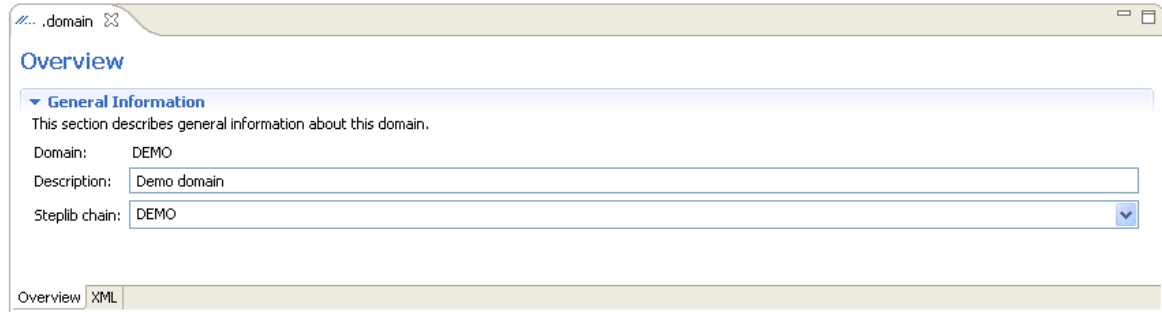 .domain
Overview
General Information
This section describes general information about this domain.
Domain: DEMO
Description: Demo domain
Steplib chain: DEMO
Overview XML